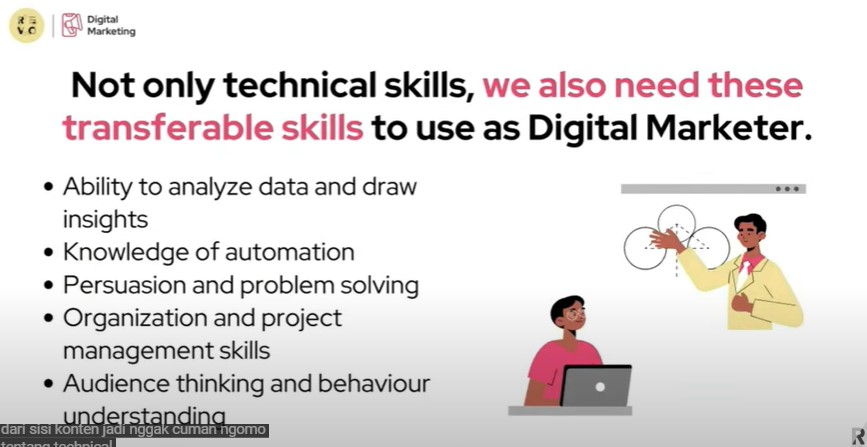 R E
V O
Digital
Marketing
Not only technical skills, we also need these
transferable skills to use as Digital Marketer.
• Ability to analyze data and draw
insights
• Knowledge of automation
• Persuasion and problem solving
• Organization and project
management skills
• Audience thinking and behaviour
understanding
dari sisi konten jadi nggak cuman ngomo
tentang technical
R